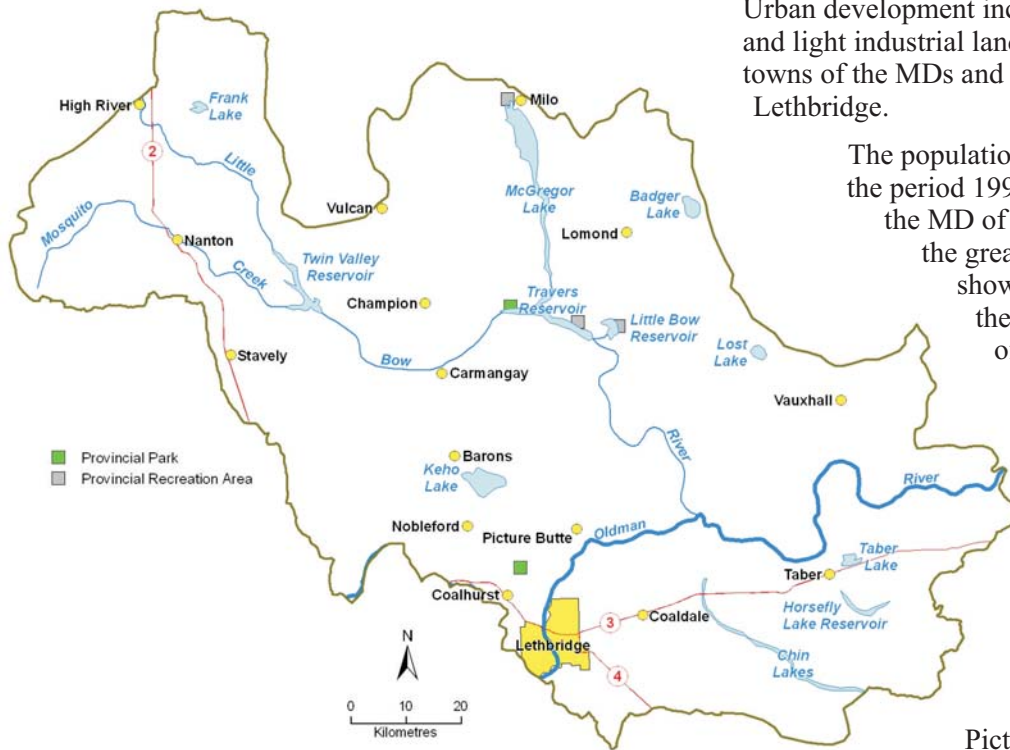 Urban development inc
and light industrial land
towns of the MDs and
Lethbridge.
The population
the period 199
the MD of
the grea
show
the
o
High River
Frank
Lake
2
Little
Mosquito
Creek
Nanton
Vulcan
Milo
McGregor
Lake
Badger
Lake
Lomond
Twin Valley
Reservoir
Champion
Travers
Reservoir
Little Bow
Reservoir
Stavely
Bow
Carmangay
Lost
Lake
Vauxhall
River
Provincial Park
Provincial Recreation Area
Barons
Keho
Lake
River
Nobleford
Picture Butte
Oldman
Taber
Lake
Taber
Coalhurst
Horsefly
Lake Reservoir
3
Coaldale
N
Lethbridge
Chin
Lakes
4
0 10 20
Kilometres
Pict